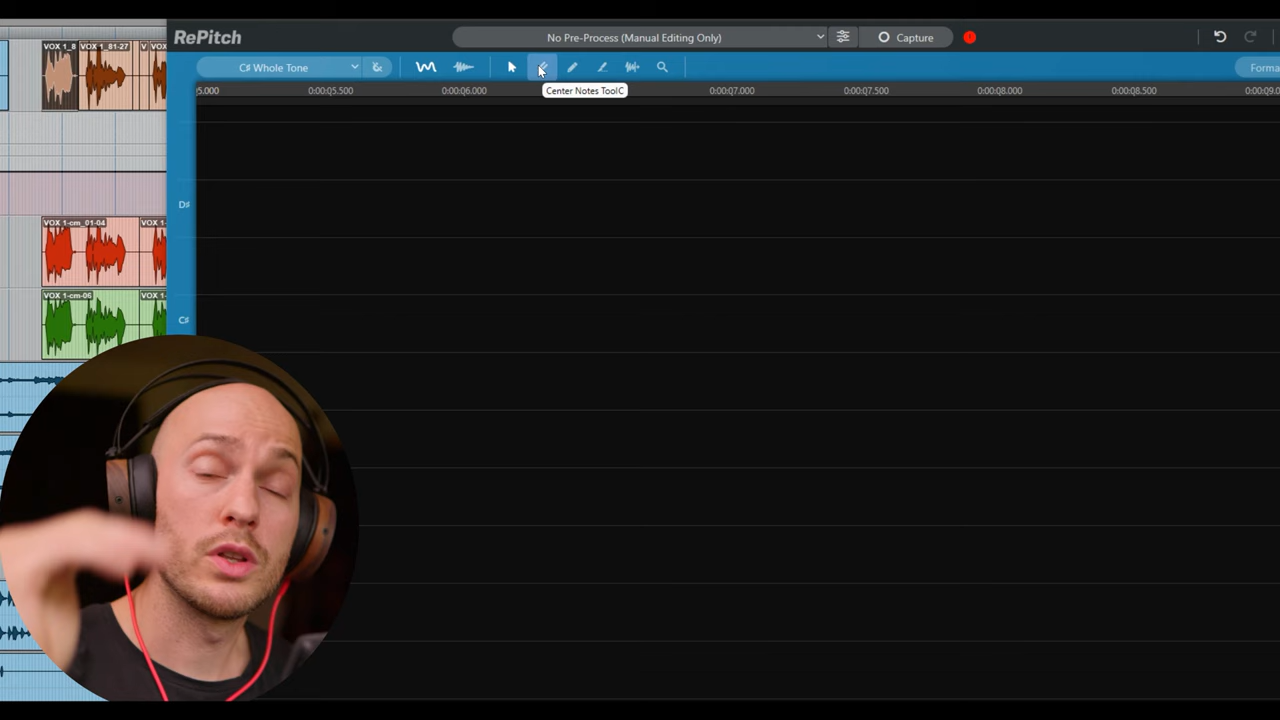 RePitch
No Pre-Process (Manual Editing Only)
Capture
C♯ Whole Tone
Center Notes ToolC
Forma
5.000
0:00:05.500
0:00:06.000
0:00:07.000
0:00:07.500
0:00:08.000
0:00:08.500
0:00:09.0
D♯
C♯
VOX 1_8
VOX 1_81-27
V
VOX
VOX 1-cm_01-04
VOX 1-
VOX 1-cm-06
VOX 1-